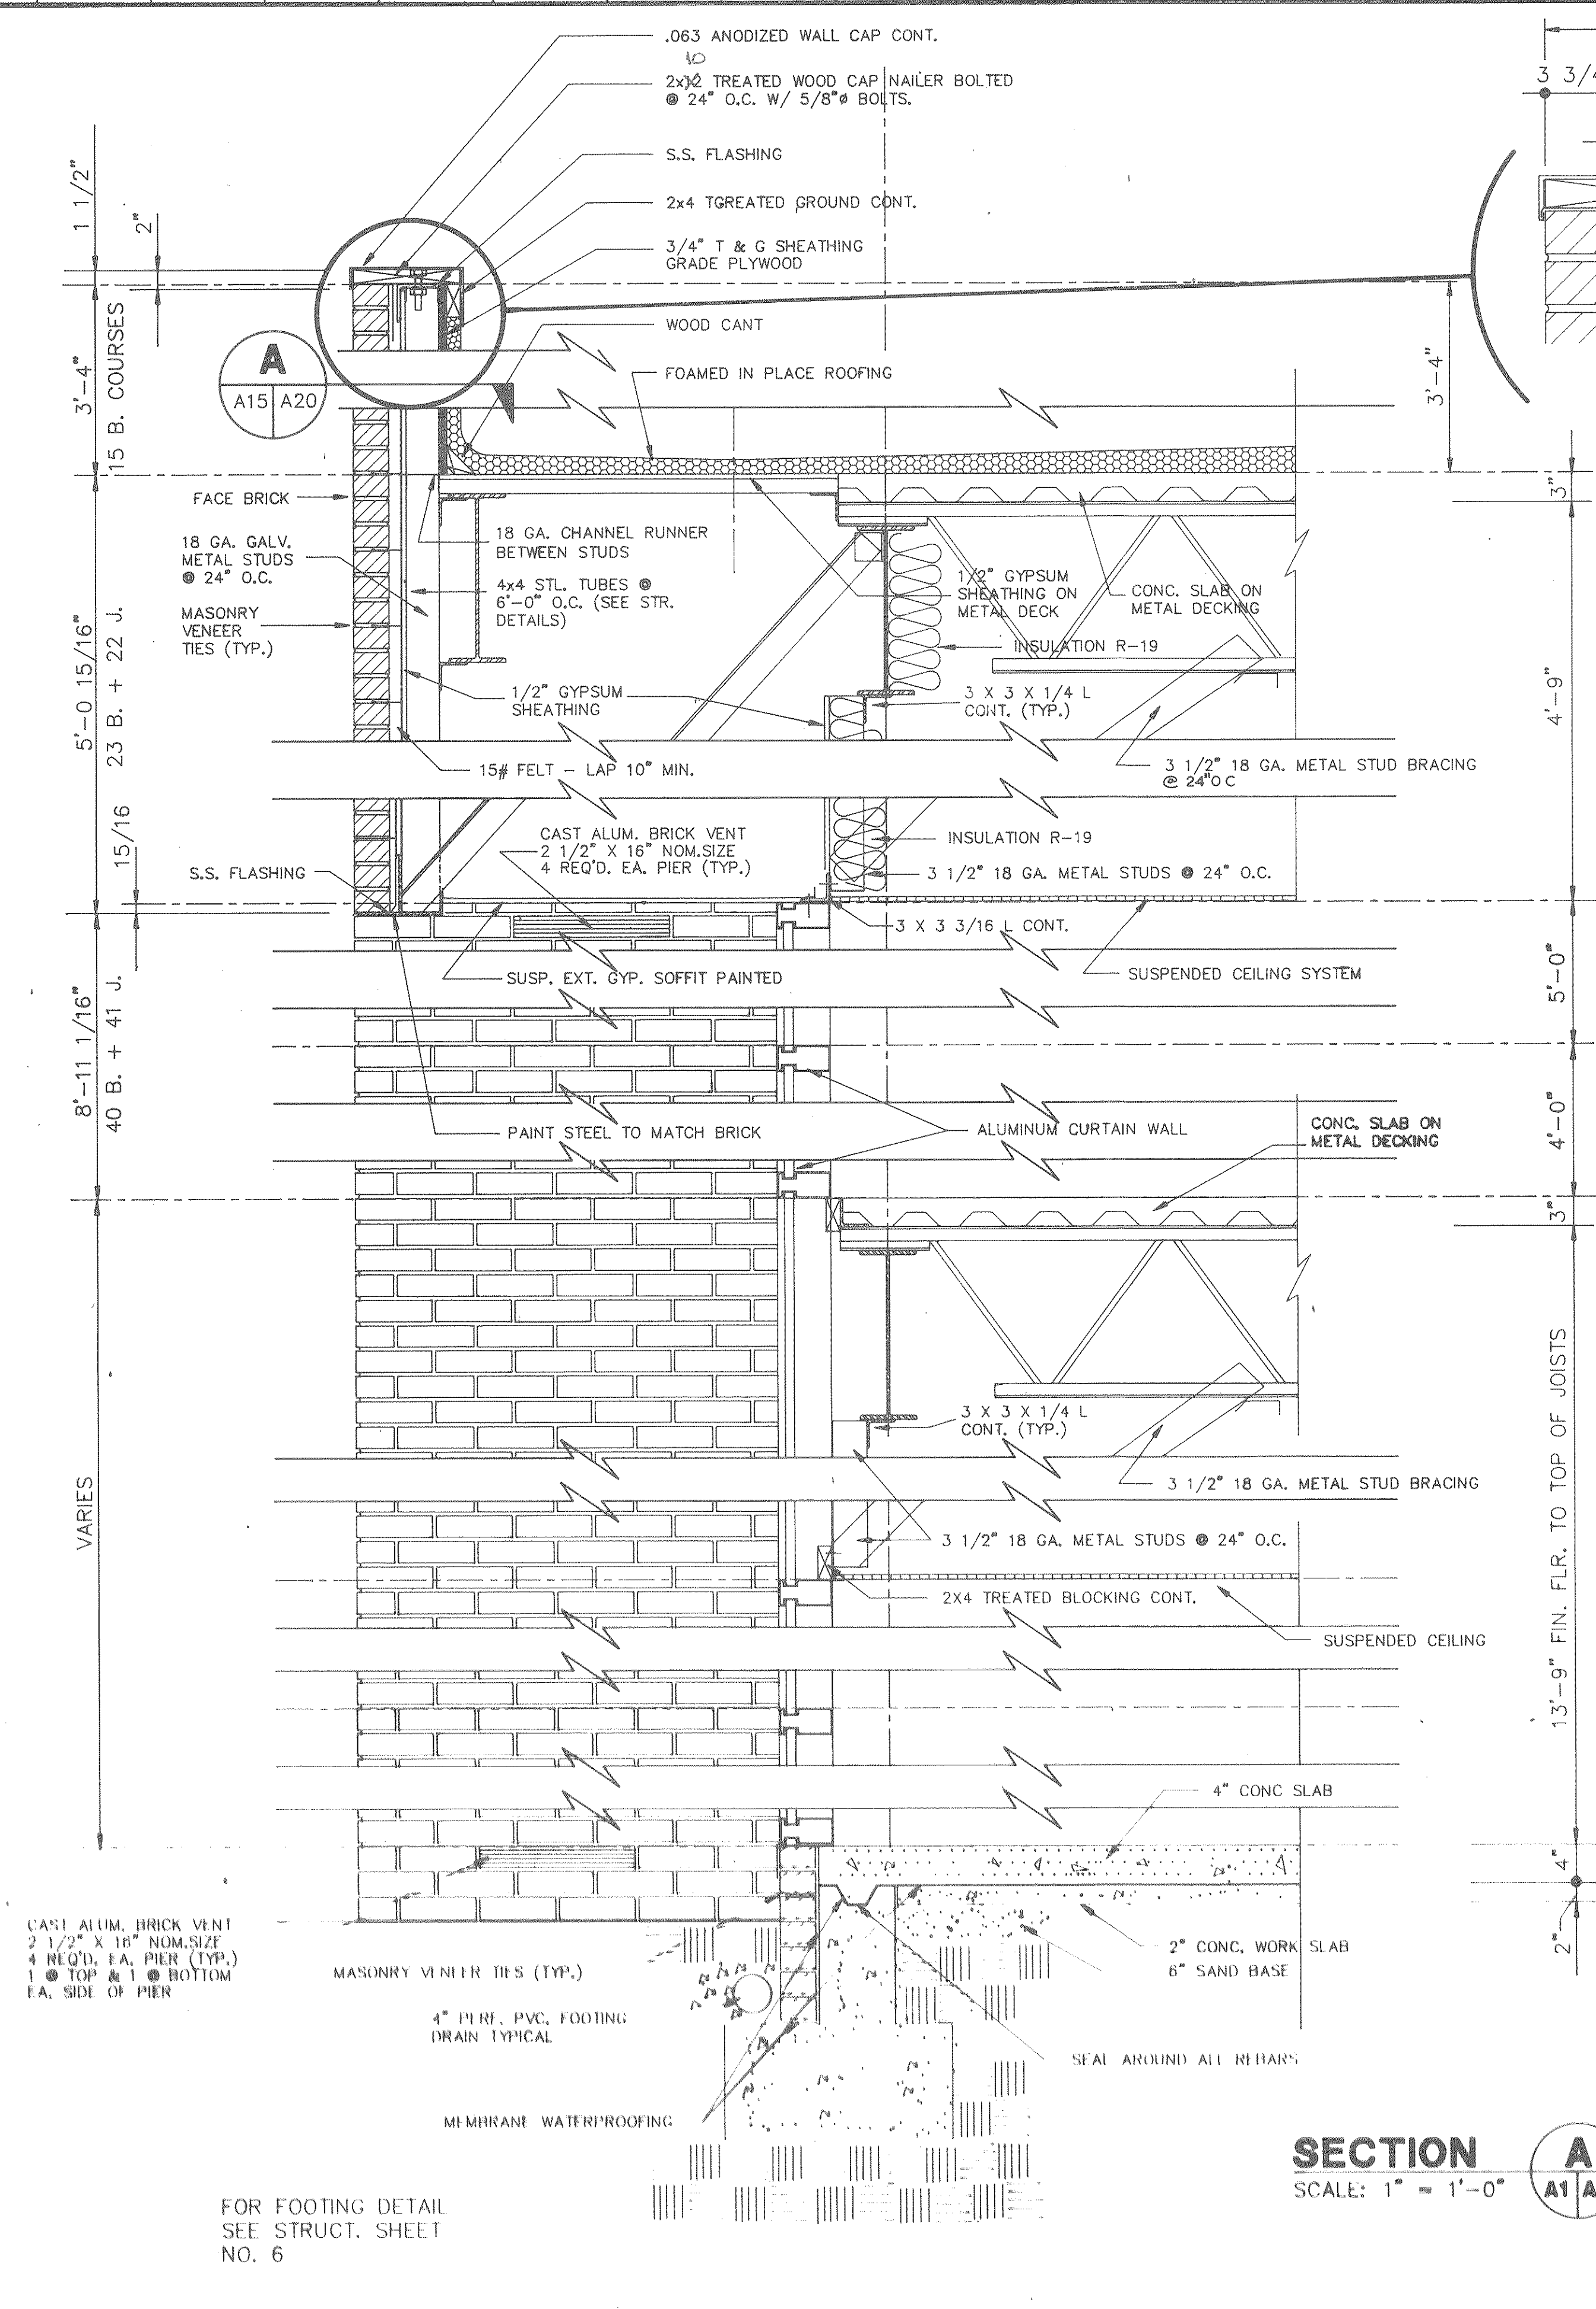 .063 ANODIZED WALL CAP CONT.
10
2x12 TREATED WOOD CAP NAILER BOLTED
@ 24" O.C. W/ 5/8"ø BOLTS.
S.S. FLASHING
2x4 TGREATED GROUND CONT.
3/4" T & G SHEATHING
GRADE PLYWOOD
WOOD CANT
FOAMED IN PLACE ROOFING
1 1/2"
2"
3'-4"
15 B. COURSES
A
A15 A20
3 3/4
3'-4"
3"
FACE BRICK
18 GA. GALV.
METAL STUDS
@ 24" O.C.
MASONRY
VENEER
TIES (TYP.)
18 GA. CHANNEL RUNNER
BETWEEN STUDS
4x4 STL. TUBES @
6'-0" O.C. (SEE STR.
DETAILS)
1/2" GYPSUM
SHEATHING ON
METAL DECK
CONC. SLAB ON
METAL DECKING
INSULATION R-19
5'-0 15/16"
23 B. + 22 J.
1/2" GYPSUM
SHEATHING
3 X 3 X 1/4 L
CONT. (TYP.)
4'-9"
15# FELT - LAP 10" MIN.
3 1/2" 18 GA. METAL STUD BRACING
@ 24"OC
15/16
CAST ALUM. BRICK VENT
2 1/2" X 16" NOM.SIZE
4 REQ'D. EA. PIER (TYP.)
INSULATION R-19
S.S. FLASHING
3 1/2" 18 GA. METAL STUDS @ 24" O.C.
3 X 3 3/16 L CONT.
SUSP. EXT. GYP. SOFFIT PAINTED
SUSPENDED CEILING SYSTEM
5'-0"
8'-11 1/16"
40 B. + 41 J.
PAINT STEEL TO MATCH BRICK
ALUMINUM CURTAIN WALL
CONC. SLAB ON
METAL DECKING
4'-0"
3"
3 X 3 X 1/4 L
CONT. (TYP.)
3 1/2" 18 GA. METAL STUD BRACING
VARIES
3 1/2" 18 GA. METAL STUDS @ 24" O.C.
2X4 TREATED BLOCKING CONT.
SUSPENDED CEILING
13'-9" FIN. FLR. TO TOP OF JOISTS
4" CONC SLAB
4"
2"
CAST ALUM. BRICK VENT
2 1/2" X 16" NOM.SIZE
4 REQ'D. EA. PIER (TYP.)
1 @ TOP & 1 @ BOTTOM
EA. SIDE OF PIER
MASONRY VENEER TIES (TYP.)
2" CONC. WORK SLAB
6" SAND BASE
4" PERF. PVC. FOOTING
DRAIN TYPICAL
SEAL AROUND ALL REBARS
MEMBRANE WATERPROOFING
SECTION
SCALE: 1" = 1'-0"
A
A1 A
FOR FOOTING DETAIL
SEE STRUCT. SHEET
NO. 6